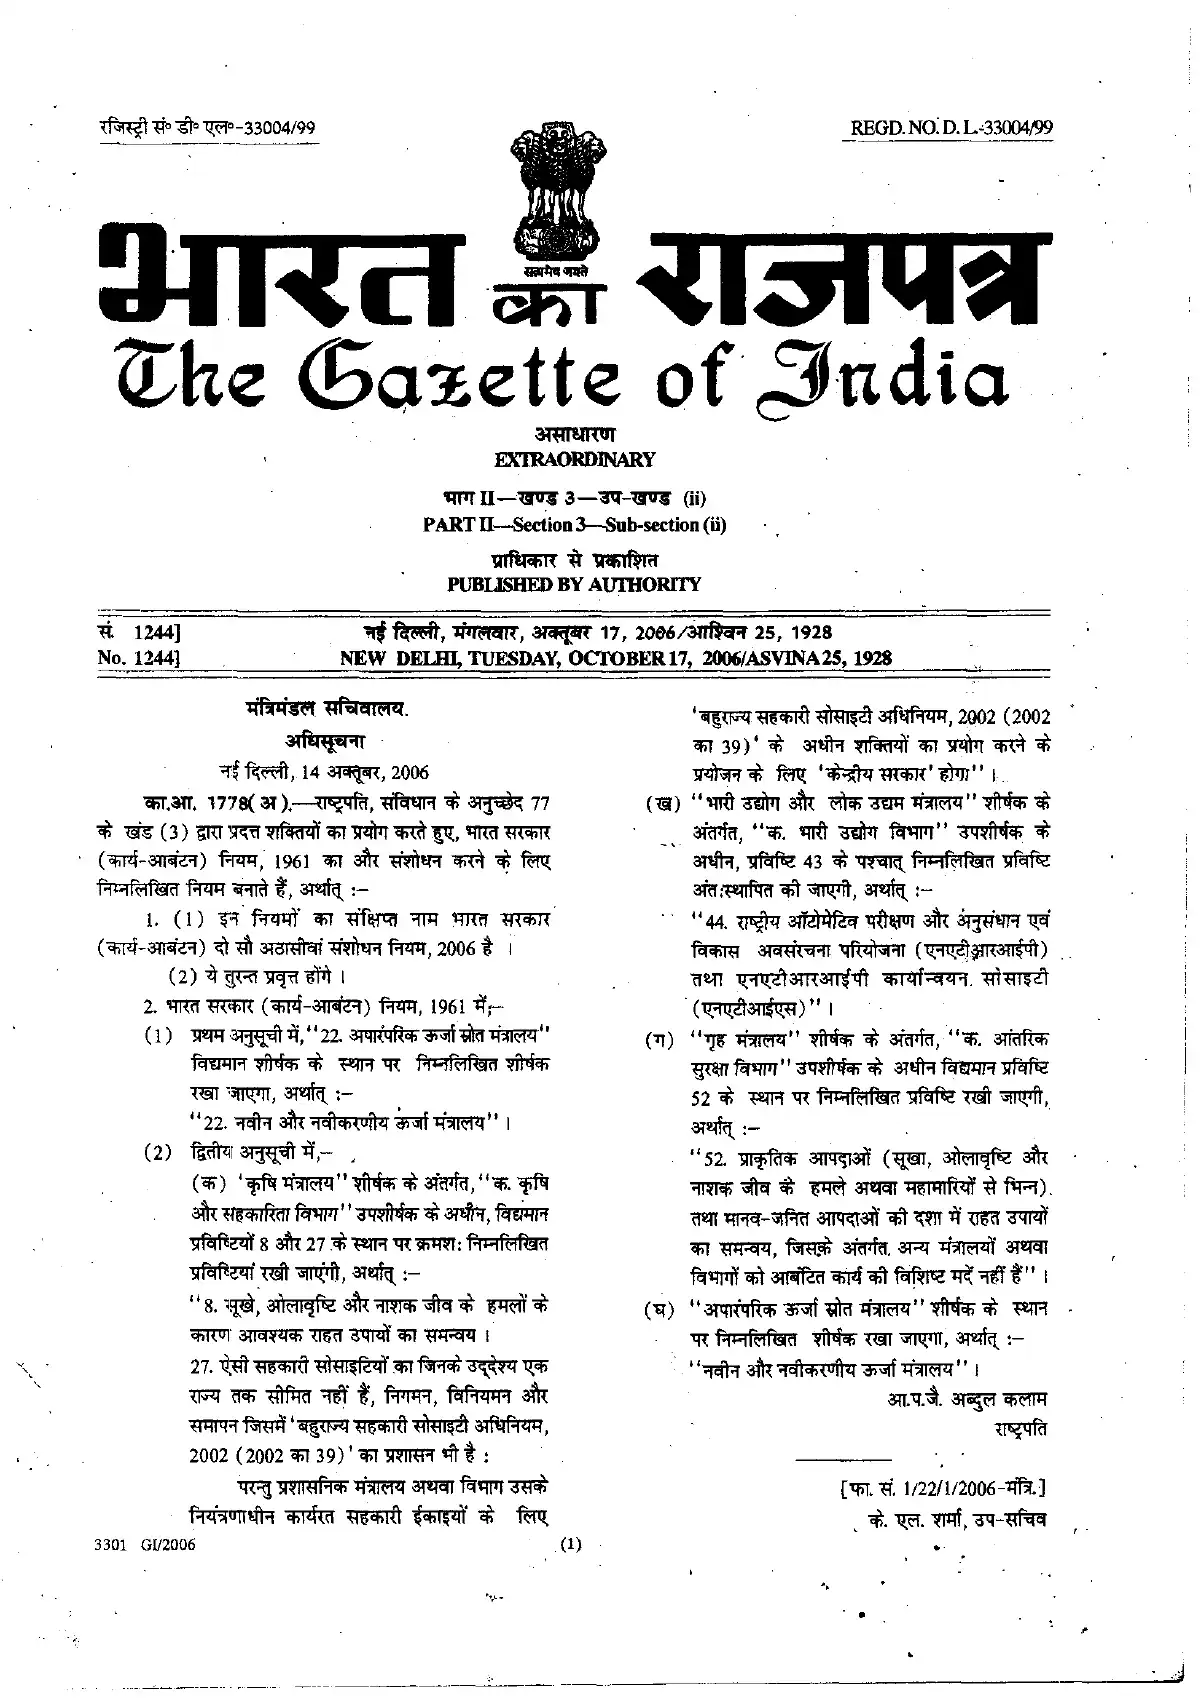 रजिस्ट्री सं॰ डी॰ एल॰-33004/99
REGD. NO. D. L.-33004/99
सत्यमेव जयते
भारत का राजपत्र
The Gazette of India
असाधारण
EXTRAORDINARY
भाग II—खण्ड 3—उप-खण्ड (ii)
PART II—Section 3—Sub-section (ii)
प्राधिकार से प्रकाशित
PUBLISHED BY AUTHORITY
सं. 1244]
नई दिल्ली, मंगलवार, अक्तूबर 17, 2006/आश्विन 25, 1928
No. 1244]
NEW DELHI, TUESDAY, OCTOBER 17, 2006/ASVINA 25, 1928
मंत्रिमंडल सचिवालय
अधिसूचना
नई दिल्ली, 14 अक्तूबर, 2006
का.आ. 1778(अ).—राष्ट्रपति, संविधान के अनुच्छेद 77
के खंड (3) द्वारा प्रदत्त शक्तियों का प्रयोग करते हुए, भारत सरकार
(कार्य-आबंटन) नियम, 1961 का और संशोधन करने के लिए
निम्नलिखित नियम बनाते हैं, अर्थात् :–
1. (1) इन नियमों का संक्षिप्त नाम भारत सरकार
(कार्य-आबंटन) दो सौ अठासीवां संशोधन नियम, 2006 है ।
(2) ये तुरन्त प्रवृत्त होंगे ।
2. भारत सरकार (कार्य-आबंटन) नियम, 1961 में;–
(1) प्रथम अनुसूची में, "22. अपारंपरिक ऊर्जा स्रोत मंत्रालय"
विद्यमान शीर्षक के स्थान पर निम्नलिखित शीर्षक
रखा जाएगा, अर्थात् :–
"22. नवीन और नवीकरणीय ऊर्जा मंत्रालय" ।
(2) द्वितीय अनुसूची में,–
(क) 'कृषि मंत्रालय" शीर्षक के अंतर्गत, "क. कृषि
और सहकारिता विभाग" उपशीर्षक के अधीन, विद्यमान
प्रविष्टियों 8 और 27 के स्थान पर क्रमश: निम्नलिखित
प्रविष्टियां रखी जाएंगी, अर्थात् :–
"8. सूखे, ओलावृष्टि और नाशक जीव के हमलों के
कारण आवश्यक राहत उपायों का समन्वय ।
27. ऐसी सहकारी सोसाइटियों का जिनके उद्देश्य एक
राज्य तक सीमित नहीं हैं, निगमन, विनियमन और
समापन जिसमें 'बहुराज्य सहकारी सोसाइटी अधिनियम,
2002 (2002 का 39)' का प्रशासन भी है :
परन्तु प्रशासनिक मंत्रालय अथवा विभाग उसके
नियंत्रणाधीन कार्यरत सहकारी ईकाइयों के लिए
'बहुराज्य सहकारी सोसाइटी अधिनियम, 2002 (2002
का 39)' के अधीन शक्तियों का प्रयोग करने के
प्रयोजन के लिए 'केन्द्रीय सरकार' होगा" ।
(ख) "भारी उद्योग और लोक उद्यम मंत्रालय" शीर्षक के
अंतर्गत, "क. भारी उद्योग विभाग" उपशीर्षक के
अधीन, प्रविष्टि 43 के पश्चात् निम्नलिखित प्रविष्टि
अंत:स्थापित की जाएगी, अर्थात् :–
"44. राष्ट्रीय ऑटोमेटिव परीक्षण और अनुसंधान एवं
विकास अवसंरचना परियोजना (एनएटीआरआईपी)
तथा एनएटीआरआईपी कार्यान्वयन सोसाइटी
(एनएटीआईएस)" ।
(ग) "गृह मंत्रालय" शीर्षक के अंतर्गत, "क. आंतरिक
सुरक्षा विभाग" उपशीर्षक के अधीन विद्यमान प्रविष्टि
52 के स्थान पर निम्नलिखित प्रविष्टि रखी जाएगी,
अर्थात् :–
"52. प्राकृतिक आपदाओं (सूखा, ओलावृष्टि और
नाशक जीव के हमले अथवा महामारियों से भिन्न)
तथा मानव-जनित आपदाओं की दशा में राहत उपायों
का समन्वय, जिसके अंतर्गत अन्य मंत्रालयों अथवा
विभागों को आबंटित कार्य की विशिष्ट मदें नहीं हैं" ।
(घ) "अपारंपरिक ऊर्जा स्रोत मंत्रालय" शीर्षक के स्थान
पर निम्नलिखित शीर्षक रखा जाएगा, अर्थात् :–
"नवीन और नवीकरणीय ऊर्जा मंत्रालय" ।
आ.प.जै. अब्दुल कलाम
राष्ट्रपति
[फा. सं. 1/22/1/2006-मंत्रि.]
के. एल. शर्मा, उप-सचिव
3301 GI/2006
(1)